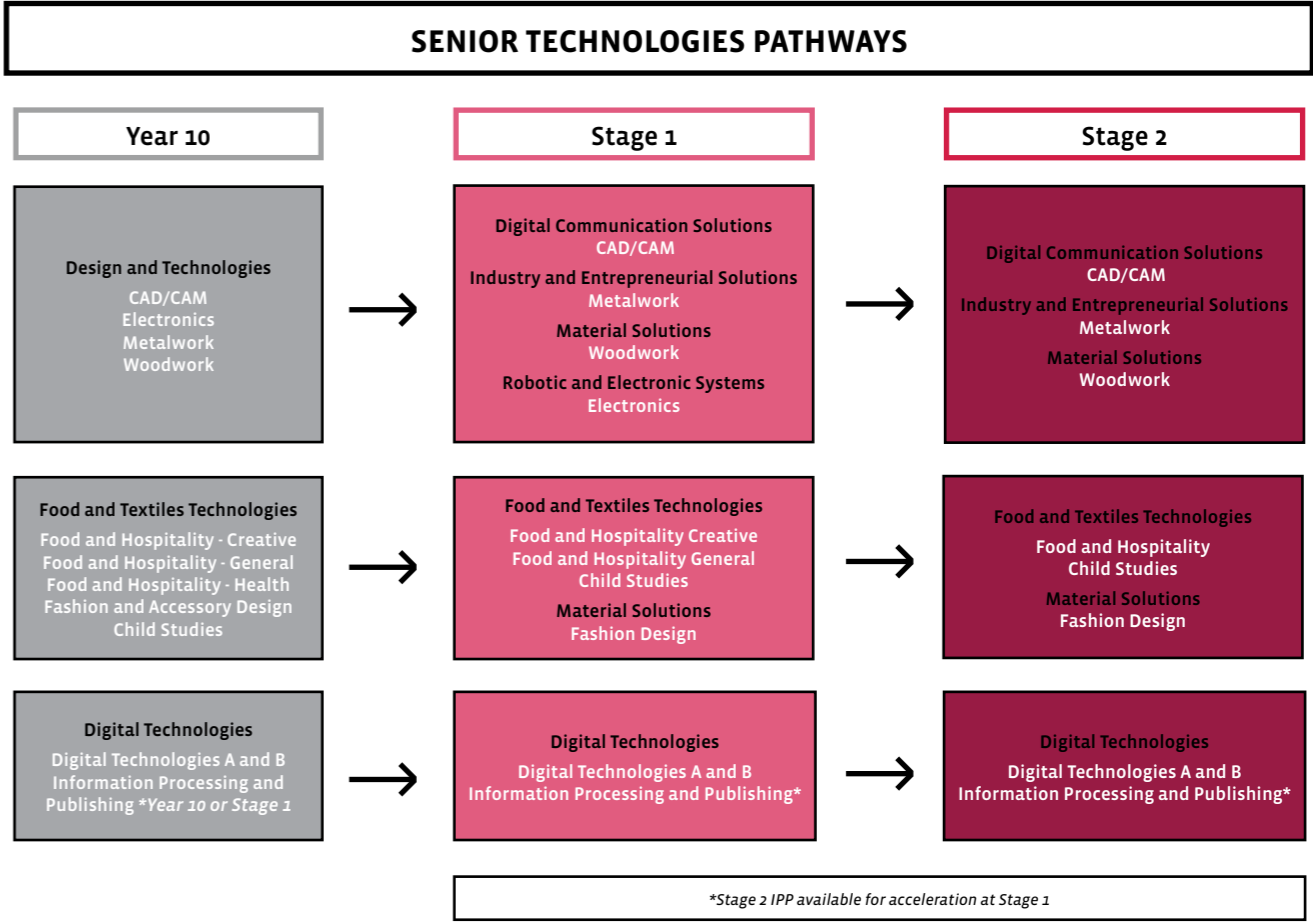 SENIOR TECHNOLOGIES PATHWAYS
Year 10
Stage 1
Stage 2
Design and Technologies
CAD/CAM
Electronics
Metalwork
Woodwork
Digital Communication Solutions
CAD/CAM
Industry and Entrepreneurial Solutions
Metalwork
Material Solutions
Woodwork
Robotic and Electronic Systems
Electronics
Digital Communication Solutions
CAD/CAM
Industry and Entrepreneurial Solutions
Metalwork
Material Solutions
Woodwork
Food and Textiles Technologies
Food and Hospitality - Creative
Food and Hospitality - General
Food and Hospitality - Health
Fashion and Accessory Design
Child Studies
Food and Textiles Technologies
Food and Hospitality Creative
Food and Hospitality General
Child Studies
Material Solutions
Fashion Design
Food and Textiles Technologies
Food and Hospitality
Child Studies
Material Solutions
Fashion Design
Digital Technologies
Digital Technologies A and B
Information Processing and
Publishing *Year 10 or Stage 1
Digital Technologies
Digital Technologies A and B
Information Processing and Publishing*
Digital Technologies
Digital Technologies A and B
Information Processing and Publishing*
*Stage 2 IPP available for acceleration at Stage 1